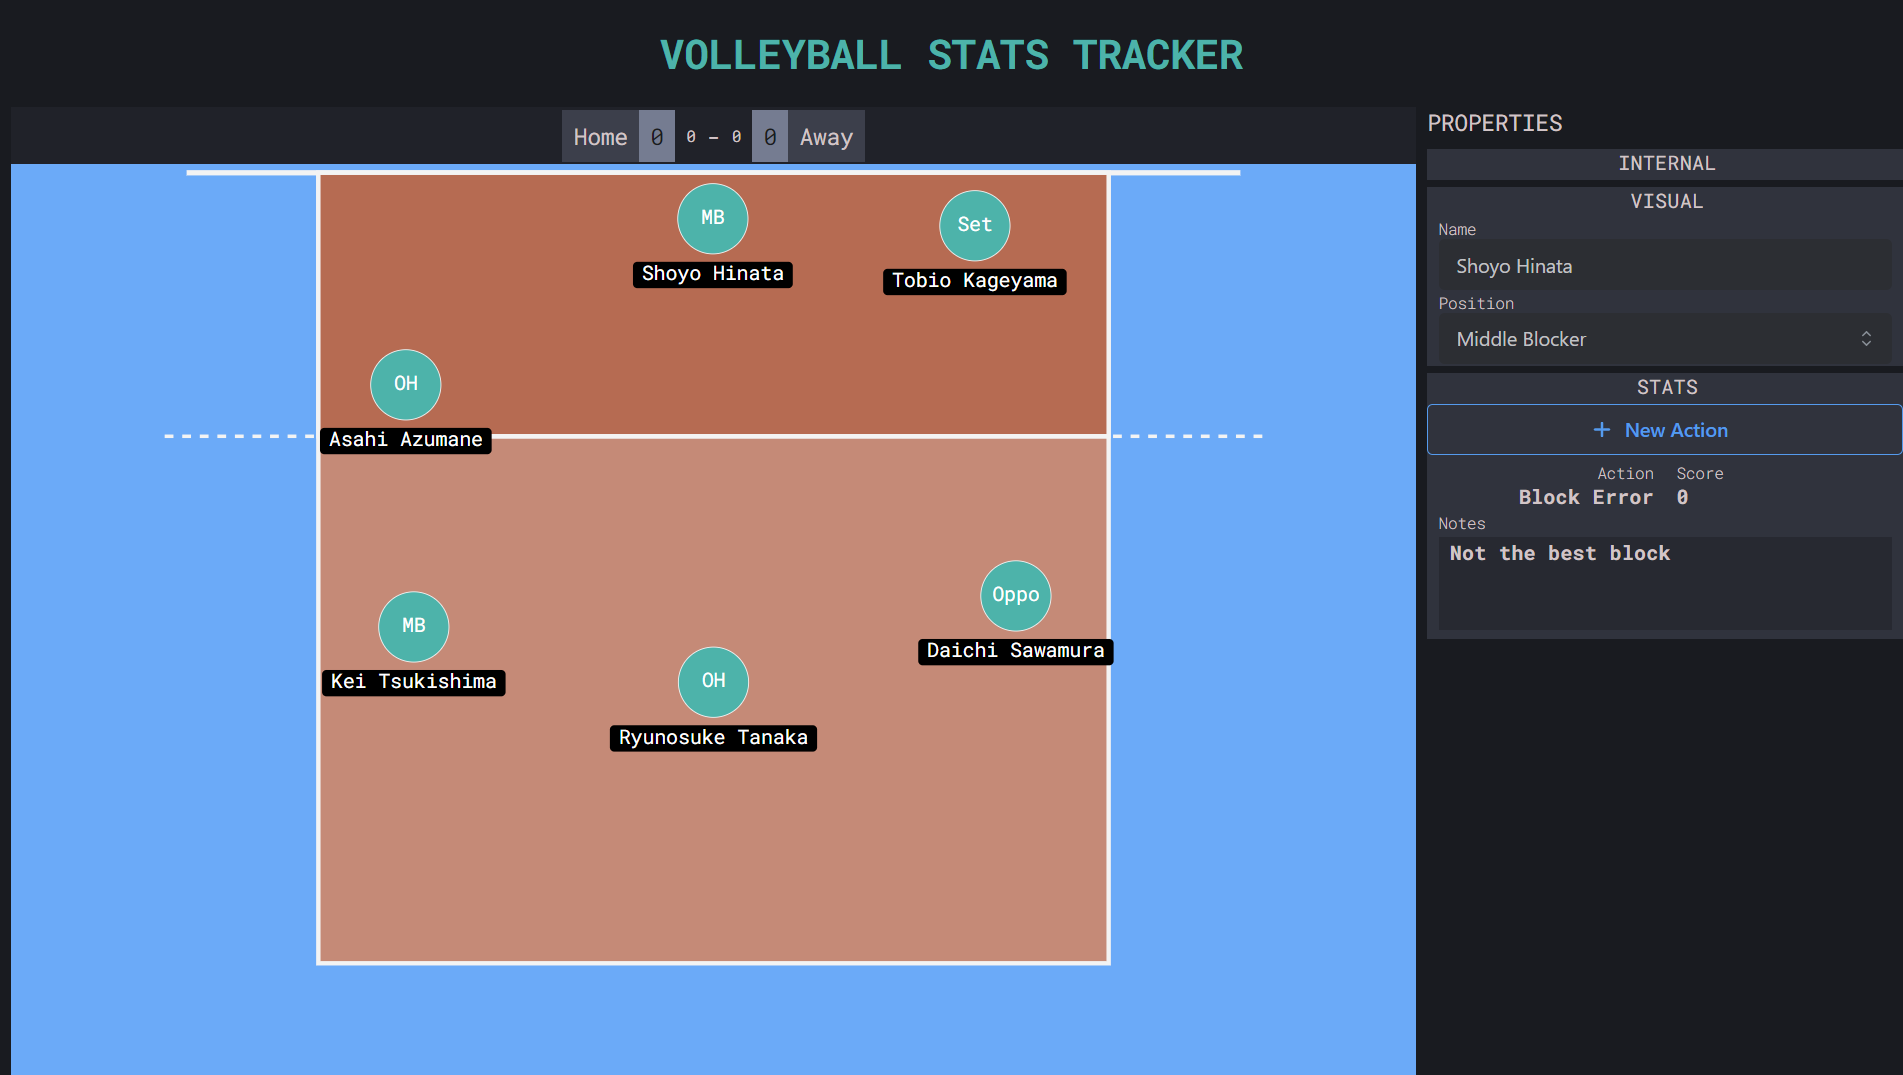 VOLLEYBALL STATS TRACKER
Home 0 0 – 0 0 Away
MB
Shoyo Hinata
Set
Tobio Kageyama
OH
Asahi Azumane
MB
Kei Tsukishima
OH
Ryunosuke Tanaka
Oppo
Daichi Sawamura
PROPERTIES
INTERNAL
VISUAL
Name
Shoyo Hinata
Position
Middle Blocker
STATS
+ New Action
Action Score
Block Error 0
Notes
Not the best block